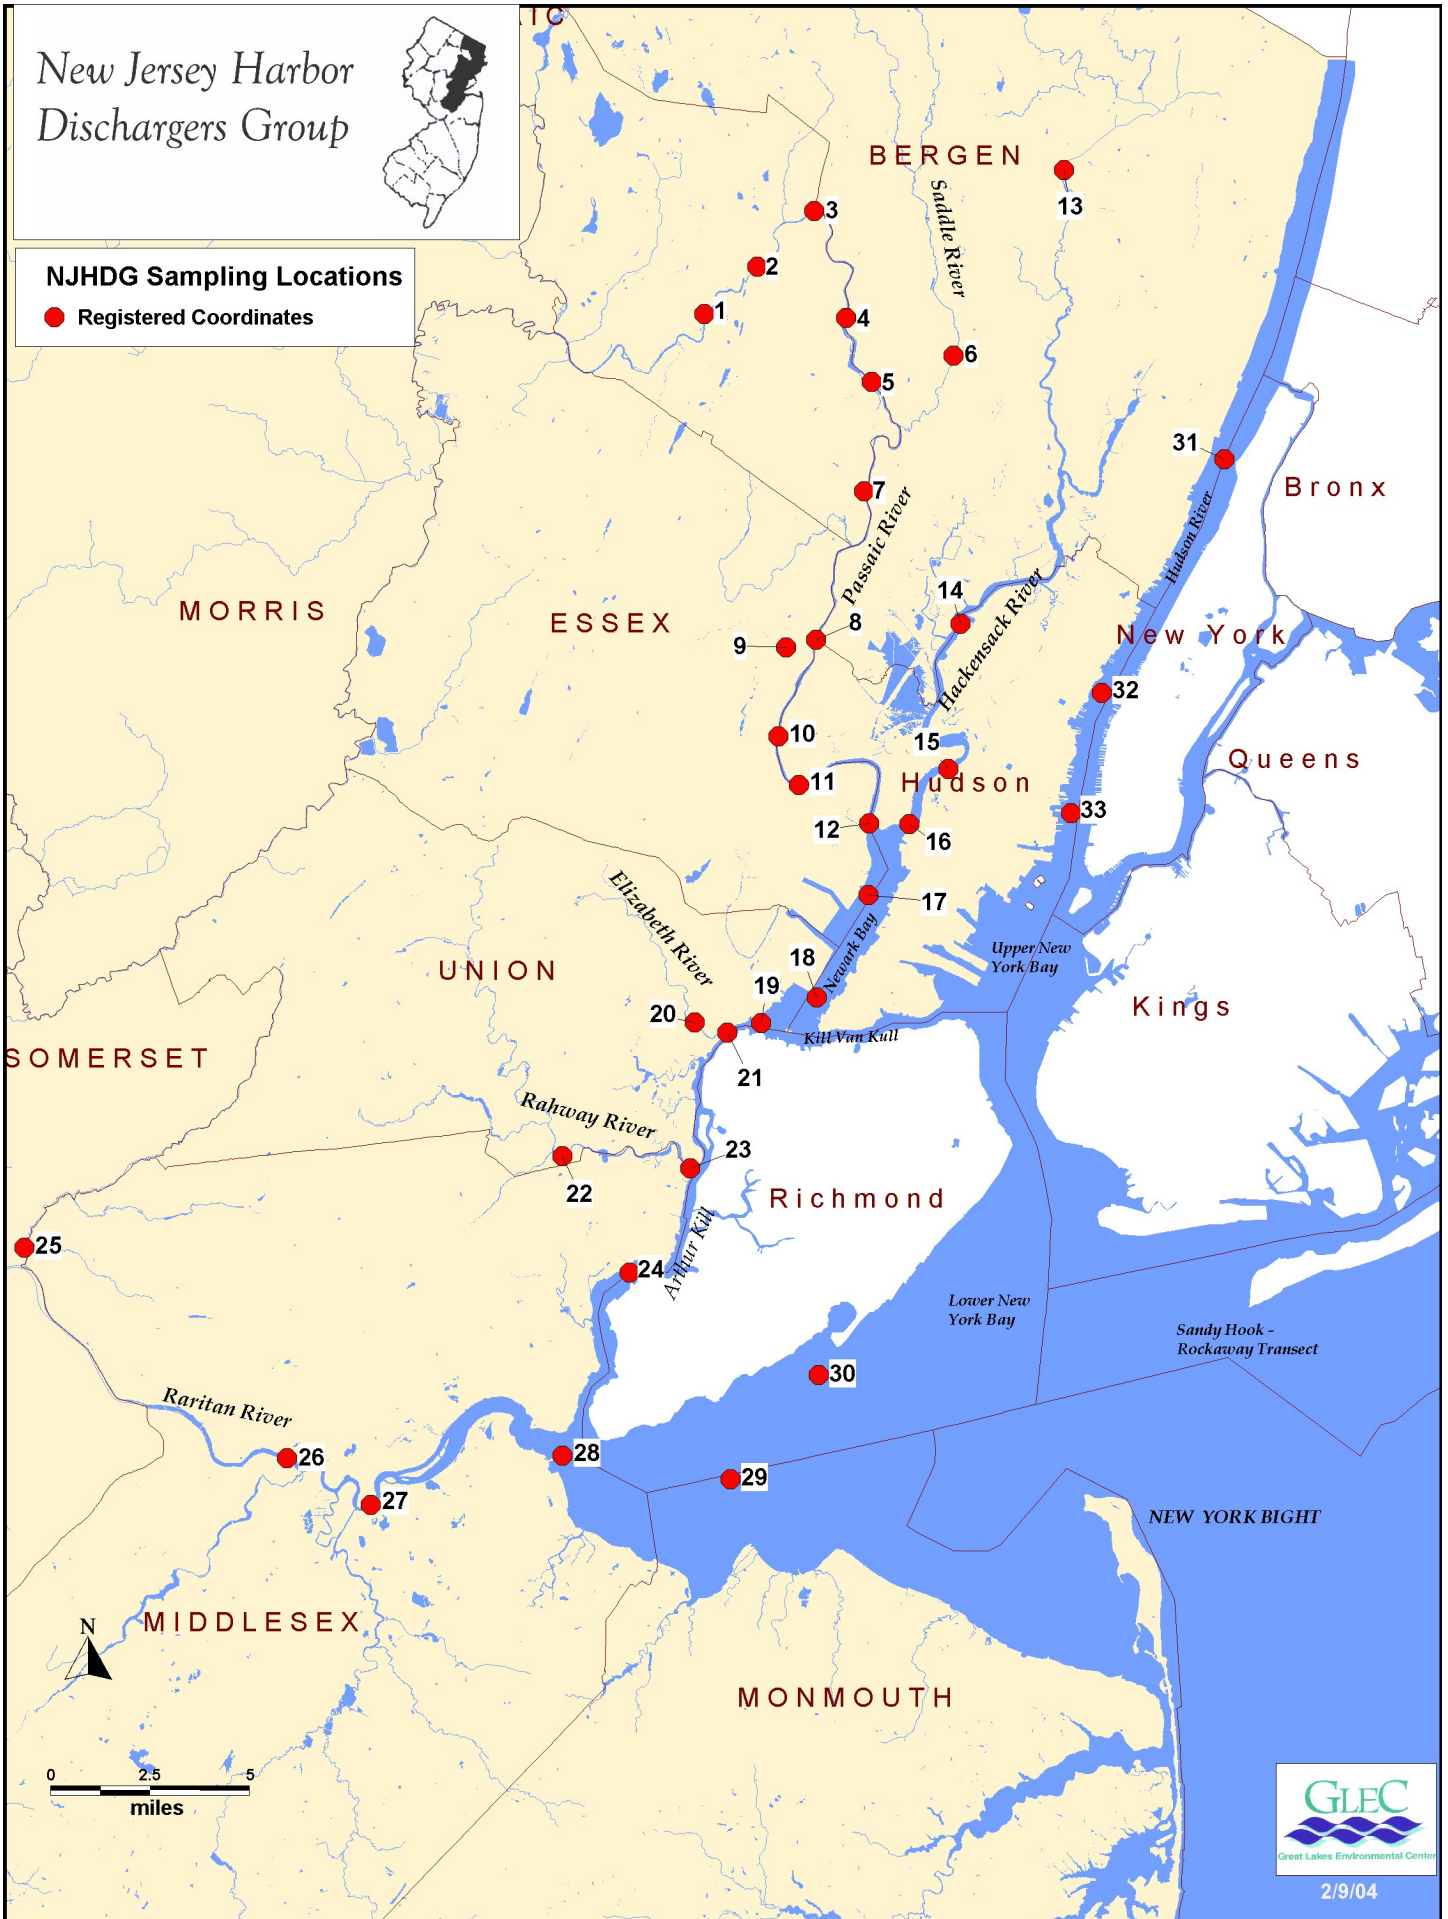 AIC
New Jersey Harbor
Dischargers Group
NJHDG Sampling Locations
Registered Coordinates
BERGEN
Saddle River
13
3
2
1
4
6
5
31
Bronx
7
Hudson River
Passaic River
MORRIS
ESSEX
14
8
9
Hackensack River
New York
32
10
15
Queens
11
Hudson
33
12
16
Elizabeth River
17
Newark Bay
Upper New
York Bay
UNION
18
19
20
Kings
Kill Van Kull
SOMERSET
21
Rahway River
23
22
Richmond
25
Arthur Kill
24
Lower New
York Bay
Sandy Hook -
Rockaway Transect
30
Raritan River
26
28
29
27
NEW YORK BIGHT
N
MIDDLESEX
MONMOUTH
0 2.5 5
miles
GLEC
Great Lakes Environmental Center
2/9/04